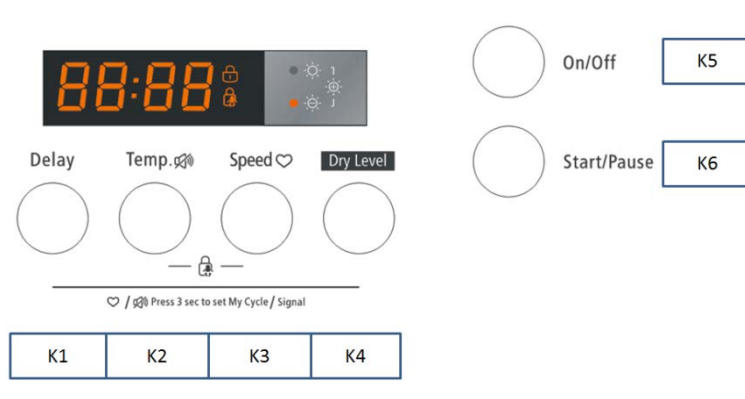 88:88
On/Off
K5
Delay
Temp.
Speed
Dry Level
Start/Pause
K6
/ Press 3 sec to set My Cycle / Signal
K1
K2
K3
K4